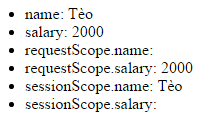 name: Tèo
salary: 2000
requestScope.name:
requestScope.salary: 2000
sessionScope.name: Tèo
sessionScope.salary: